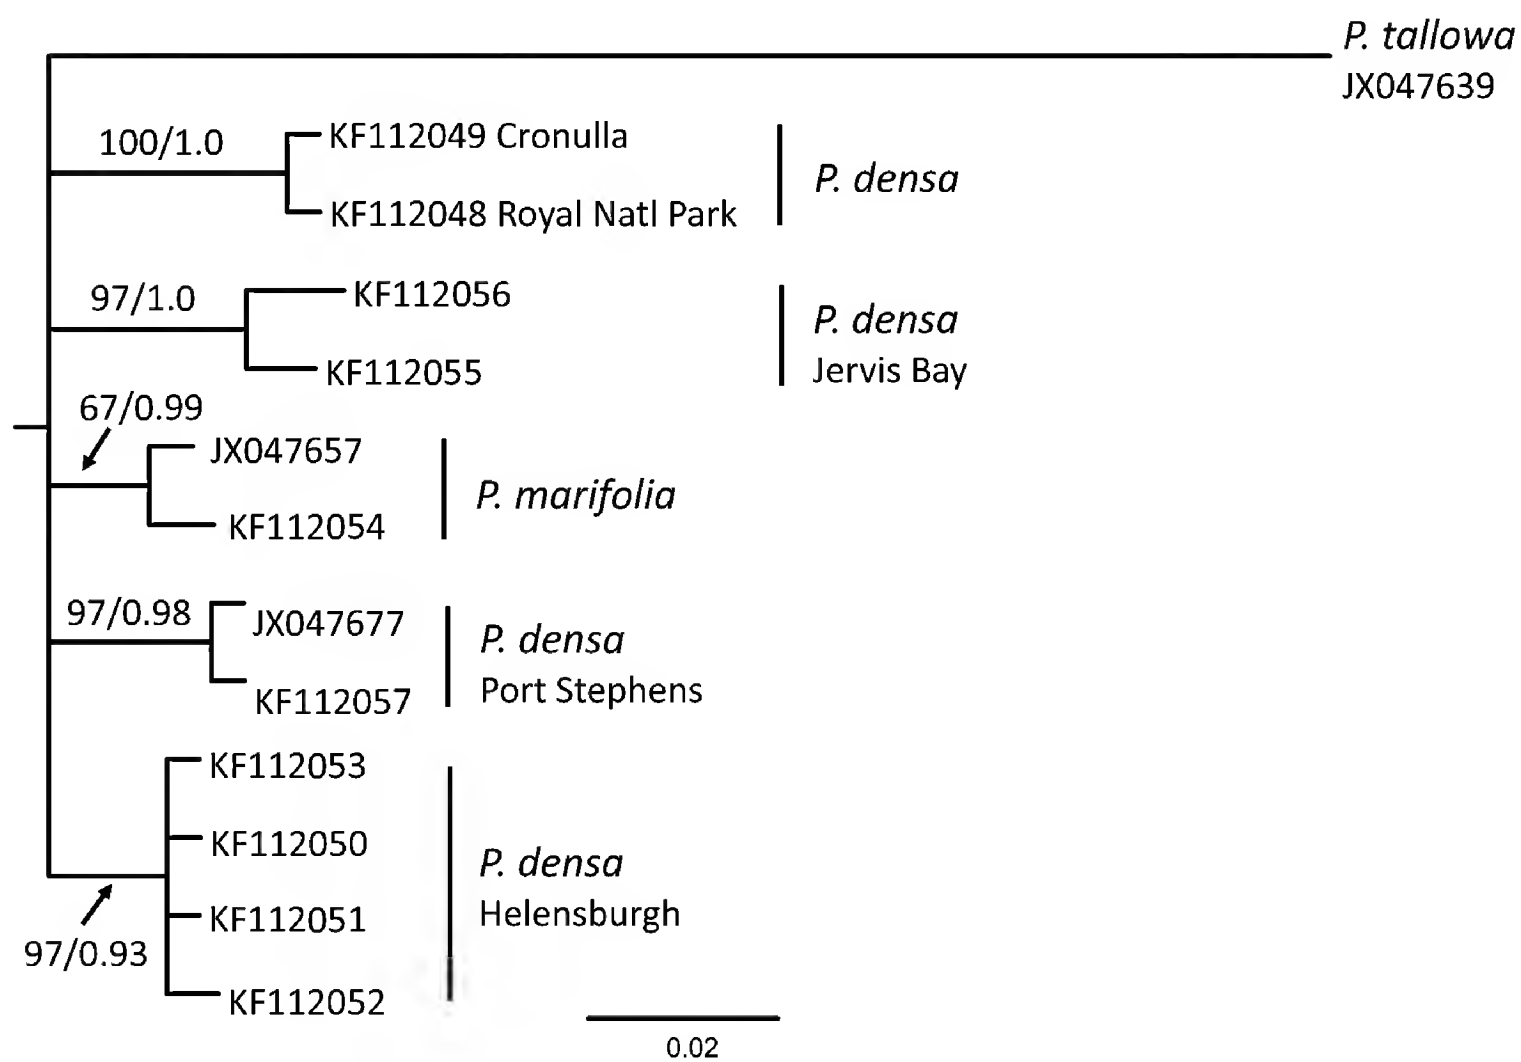 P. tallowa
JX047639
100/1.0
KF112049 Cronulla
KF112048 Royal Natl Park
P. densa
97/1.0
KF112056
KF112055
P. densa
Jervis Bay
67/0.99
JX047657
KF112054
P. marifolia
97/0.98
JX047677
KF112057
P. densa
Port Stephens
KF112053
KF112050
KF112051
KF112052
P. densa
Helensburgh
97/0.93
0.02